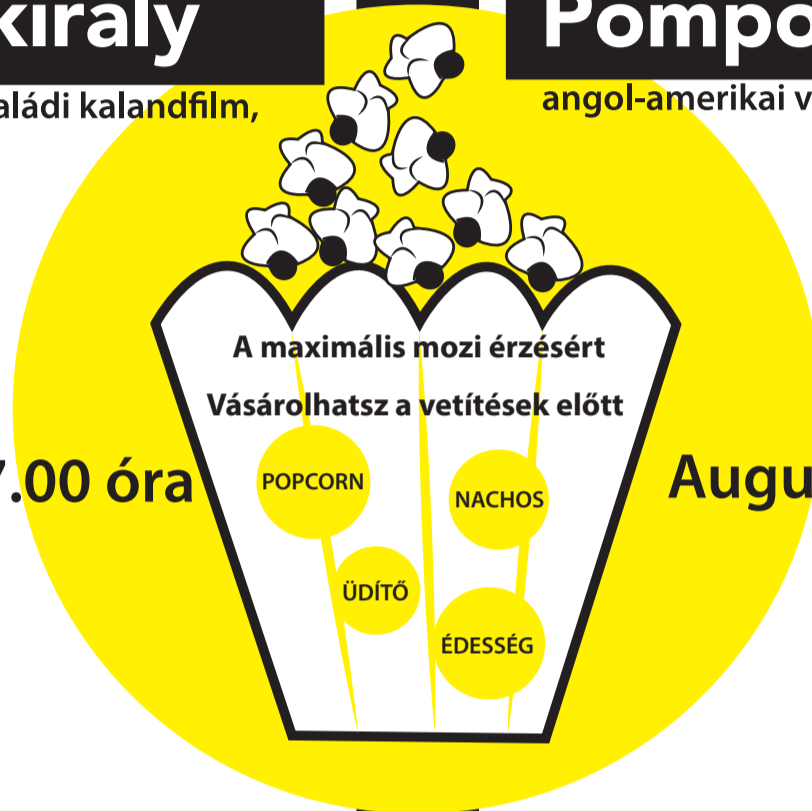 király
Pompo
aládi kalandfilm,
angol-amerikai v
A maximális mozi érzésért
Vásárolhatsz a vetítések előtt
7.00 óra
Augu
POPCORN
NACHOS
ÜDÍTŐ
ÉDESSÉG